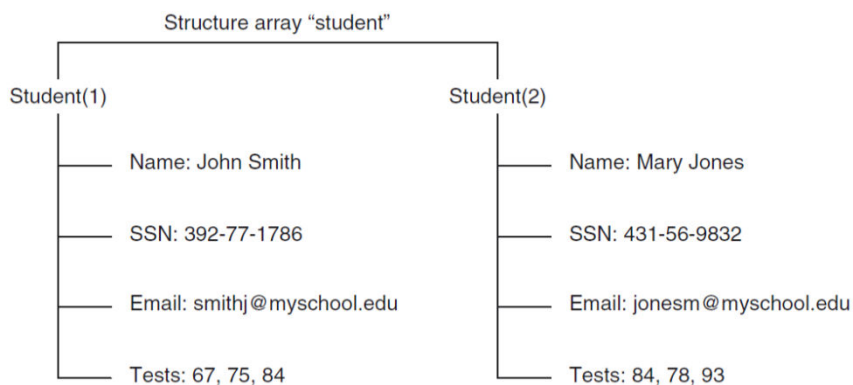 Structure array “student”
Student(1)
Student(2)
Name: John Smith
Name: Mary Jones
SSN: 392-77-1786
SSN: 431-56-9832
Email: smithj@myschool.edu
Email: jonesm@myschool.edu
Tests: 67, 75, 84
Tests: 84, 78, 93